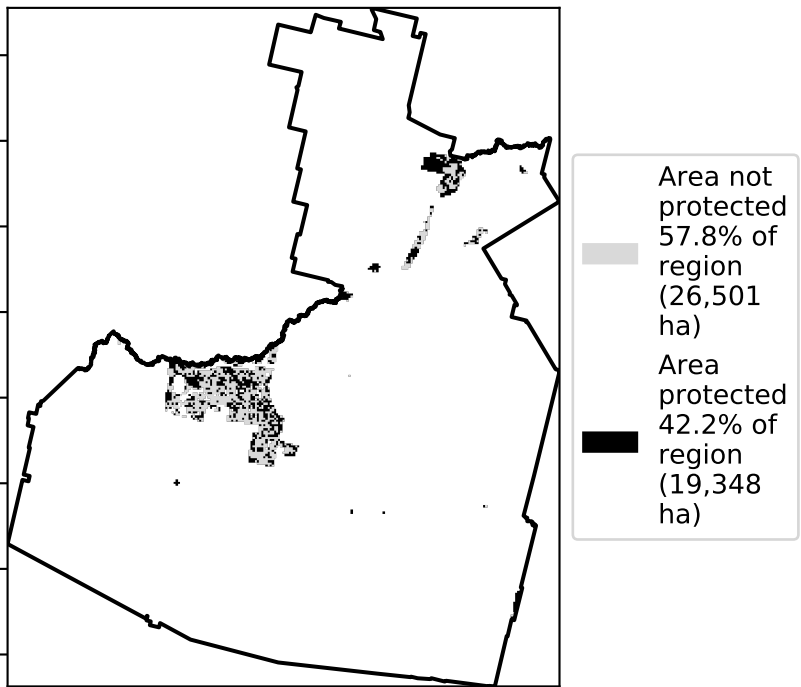 Area not
protected
57.8% of
region
(26,501
ha)
Area
protected
42.2% of
region
(19,348
ha)